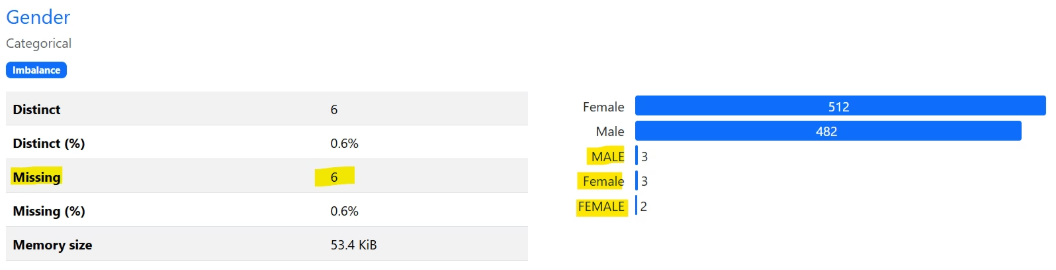 Gender
Categorical
Imbalance
Distinct 6
Distinct (%) 0.6%
Missing 6
Missing (%) 0.6%
Memory size 53.4 KiB
Female 512
Male 482
MALE 3
Female 3
FEMALE 2